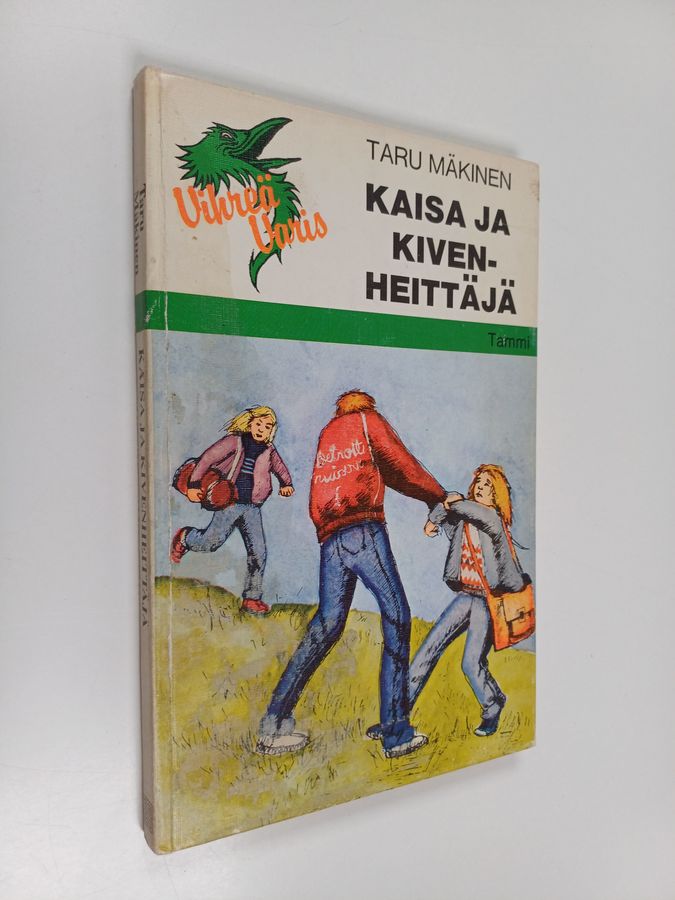 Vihreä
Varis
TARU MÄKINEN
KAISA JA
KIVEN-
HEITTÄJÄ
Tammi
Detroit
Taru
Mäkinen
KAISA JA KIVENHEITTÄJÄ